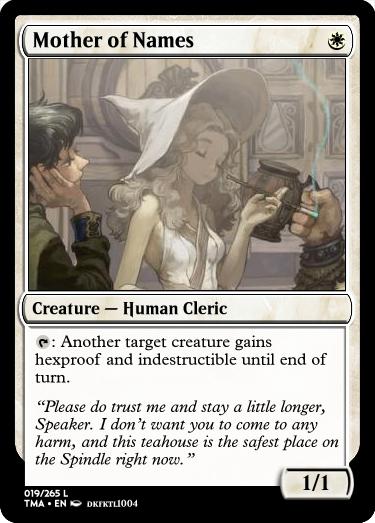 Mother of Names
Creature — Human Cleric
: Another target creature gains
hexproof and indestructible until end of
turn.
“Please do trust me and stay a little longer,
Speaker. I don’t want you to come to any
harm, and this teahouse is the safest place on
the Spindle right now.”
1/1
019/265 L
TMA • EN DKFKTL1004